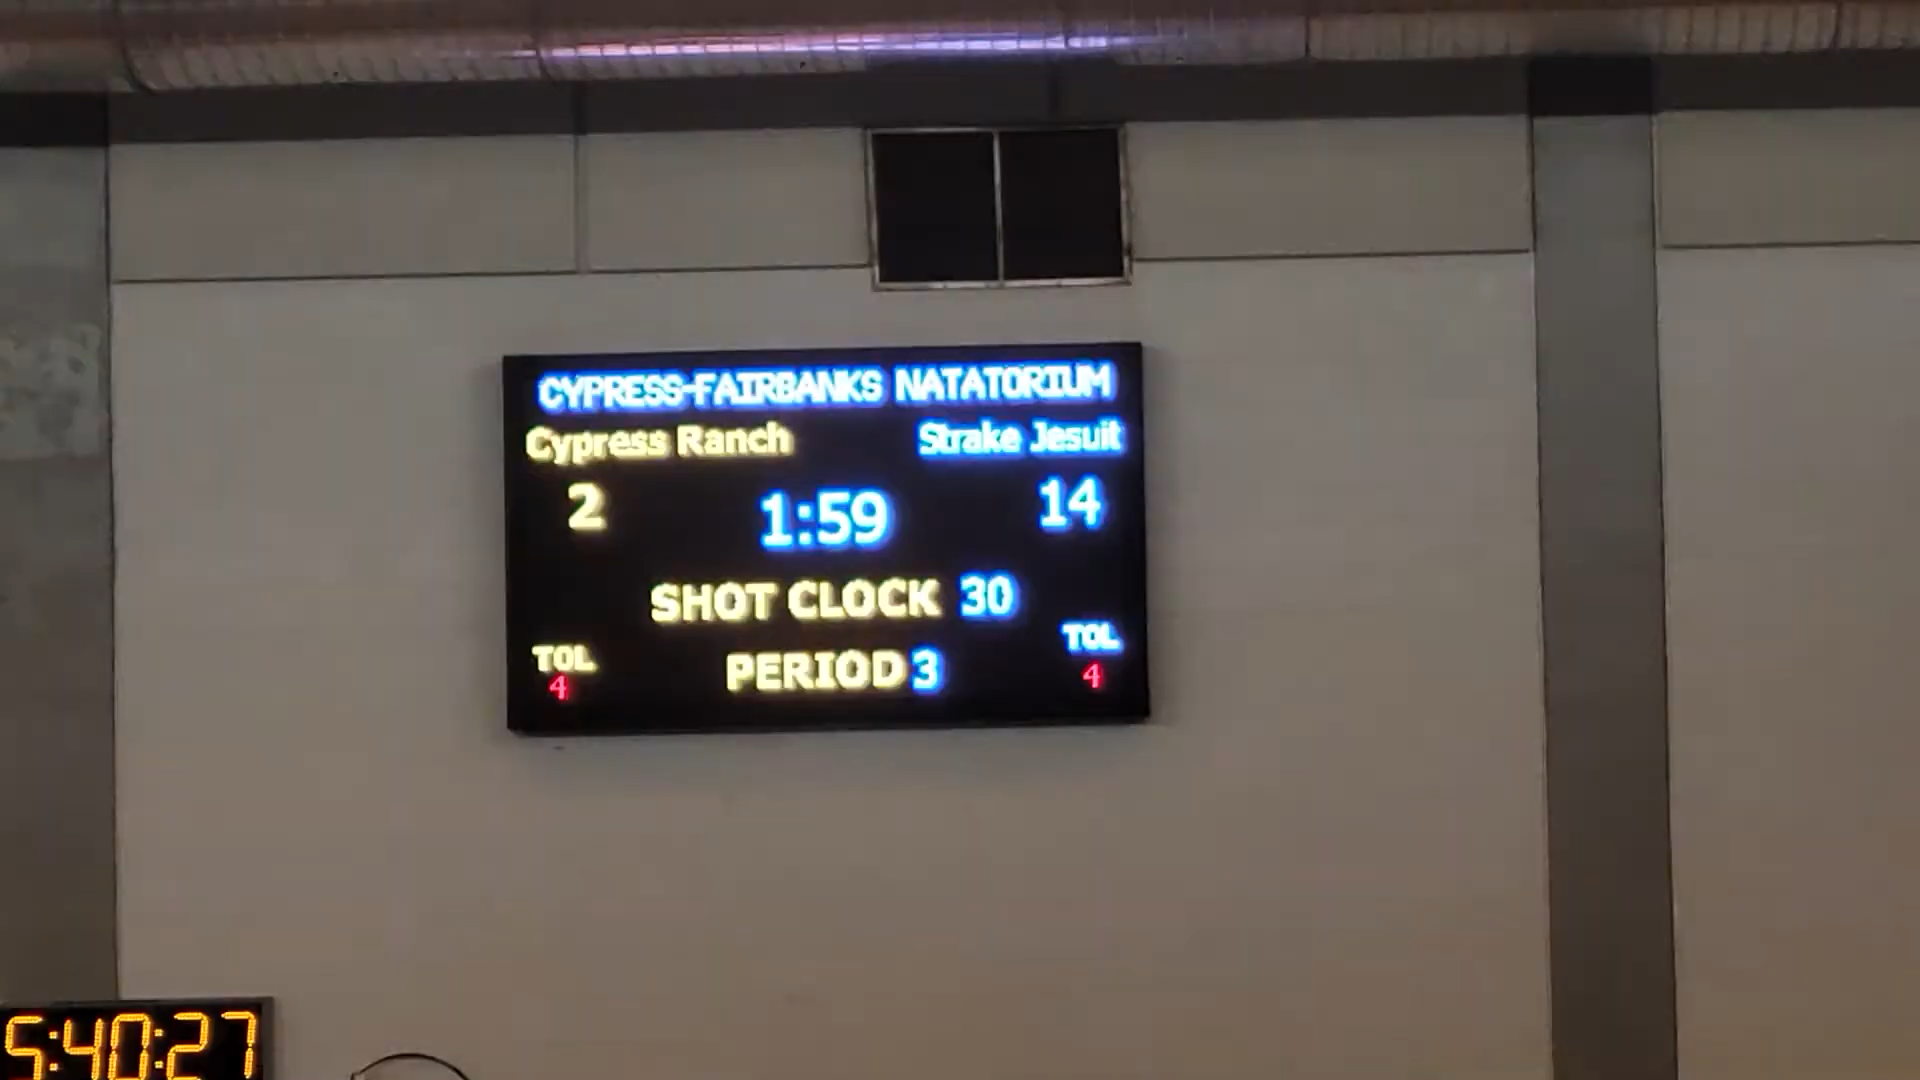 CYPRESS-FAIRBANKS NATATORIUM
Cypress Ranch Strake Jesuit
2 1:59 14
SHOT CLOCK 30
TOL PERIOD 3 TOL
4 4
5:40:27